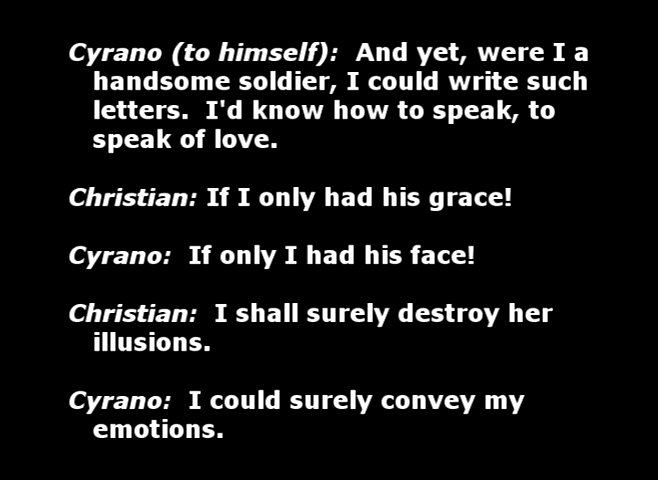 Cyrano (to himself):  And yet, were I a
handsome soldier, I could write such
letters.  I'd know how to speak, to
speak of love.
Christian: If I only had his grace!
Cyrano:  If only I had his face!
Christian:  I shall surely destroy her
illusions.
Cyrano:  I could surely convey my
emotions.